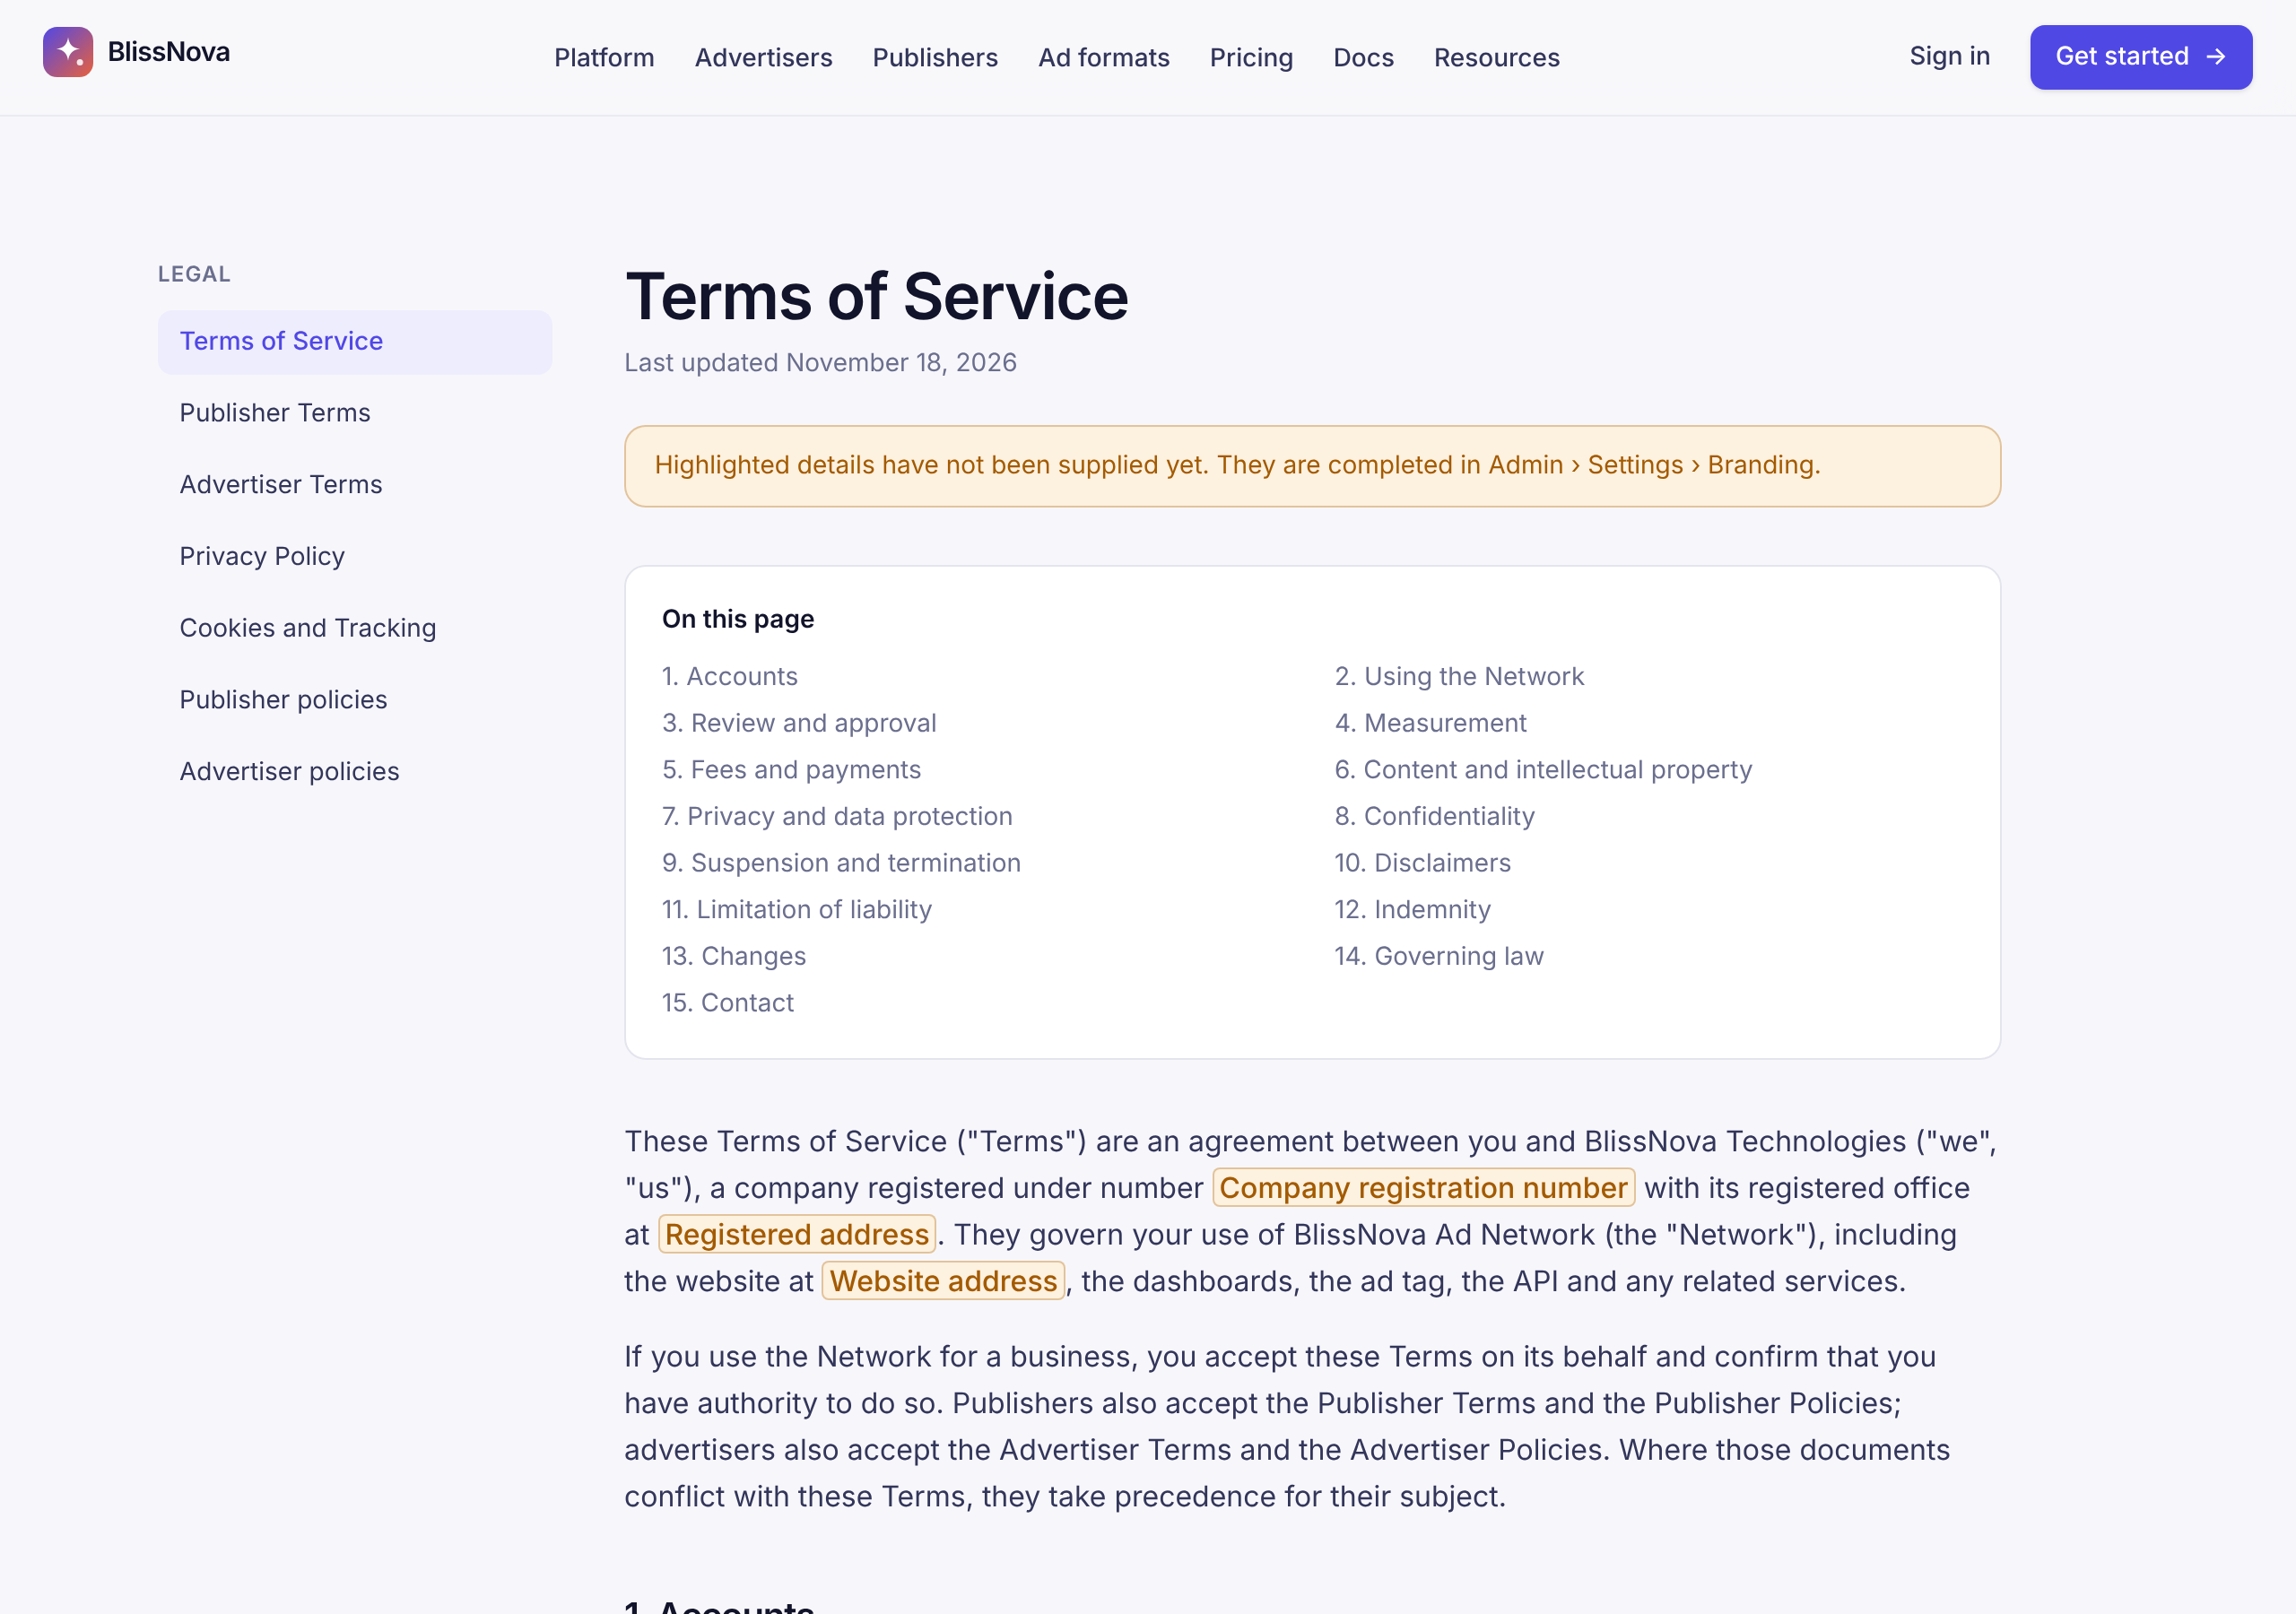 BlissNova
Platform
Advertisers
Publishers
Ad formats
Pricing
Docs
Resources
Sign in
Get started →
LEGAL
Terms of Service
Publisher Terms
Advertiser Terms
Privacy Policy
Cookies and Tracking
Publisher policies
Advertiser policies
Terms of Service
Last updated November 18, 2026
Highlighted details have not been supplied yet. They are completed in Admin › Settings › Branding.
On this page
1. Accounts
2. Using the Network
3. Review and approval
4. Measurement
5. Fees and payments
6. Content and intellectual property
7. Privacy and data protection
8. Confidentiality
9. Suspension and termination
10. Disclaimers
11. Limitation of liability
12. Indemnity
13. Changes
14. Governing law
15. Contact
These Terms of Service ("Terms") are an agreement between you and BlissNova Technologies ("we",
"us"), a company registered under number Company registration number with its registered office
at Registered address. They govern your use of BlissNova Ad Network (the "Network"), including
the website at Website address, the dashboards, the ad tag, the API and any related services.
If you use the Network for a business, you accept these Terms on its behalf and confirm that you
have authority to do so. Publishers also accept the Publisher Terms and the Publisher Policies;
advertisers also accept the Advertiser Terms and the Advertiser Policies. Where those documents
conflict with these Terms, they take precedence for their subject.
1. Accounts